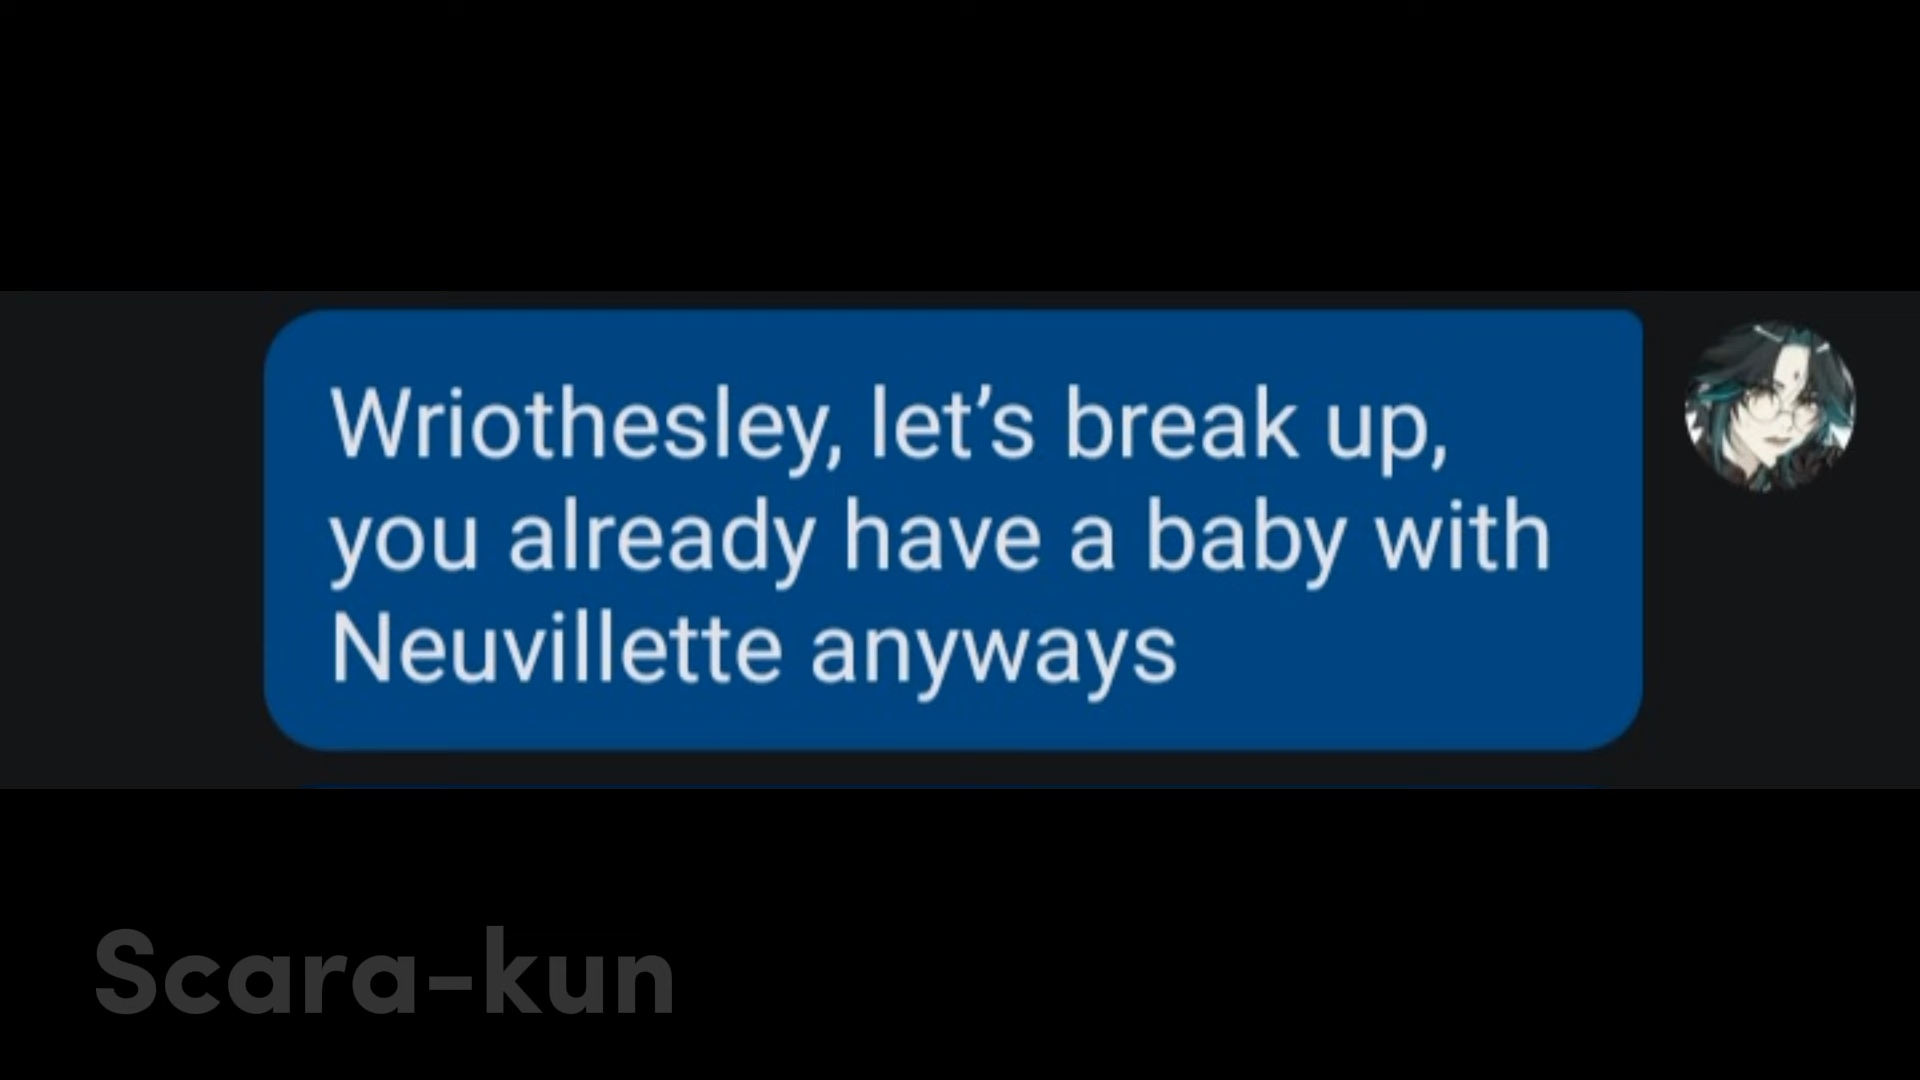 Wriothesley, let’s break up,
you already have a baby with
Neuvillette anyways
Scara-kun